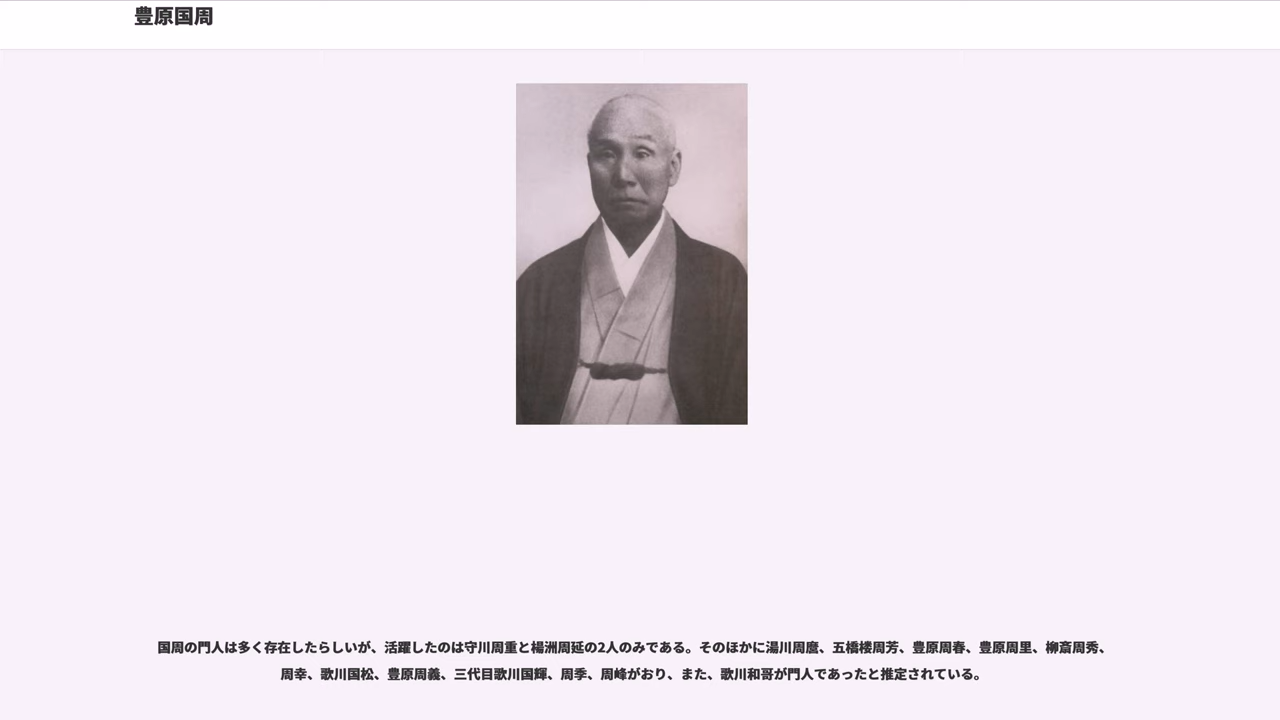 豊原国周
国周の門人は多く存在したらしいが、活躍したのは守川周重と楊洲周延の2人のみである。そのほかに湯川周麿、五橋楼周芳、豊原周春、豊原周里、柳斎周秀、
周幸、歌川国松、豊原周義、三代目歌川国輝、周季、周峰がおり、また、歌川和哥が門人であったと推定されている。